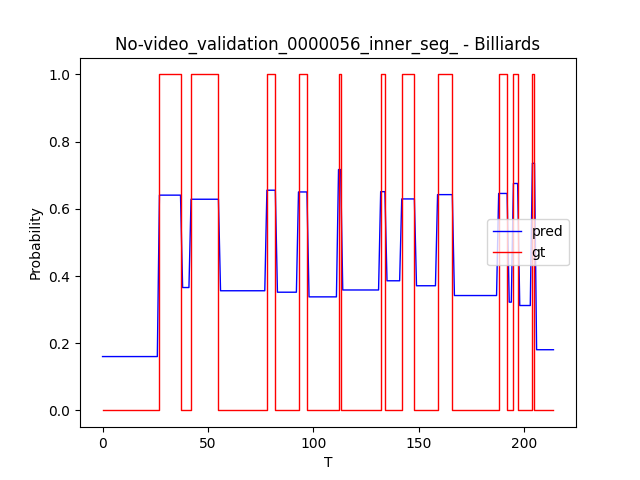 No-video_validation_0000056_inner_seg_ - Billiards
1.0
0.8
0.6
0.4
0.2
0.0
Probability
0
50
100
150
200
T
pred
gt